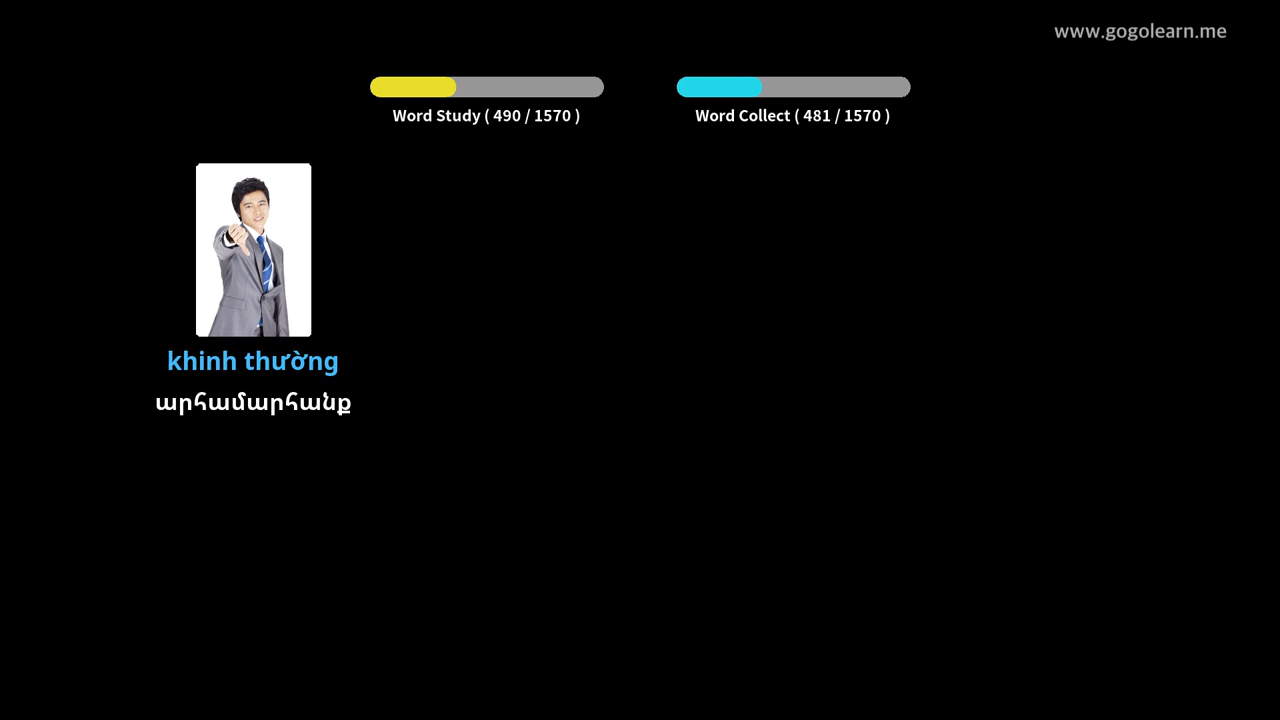 www.gogolearn.me
Word Study ( 490 / 1570 )
Word Collect ( 481 / 1570 )
khinh thường
արհամարհանք